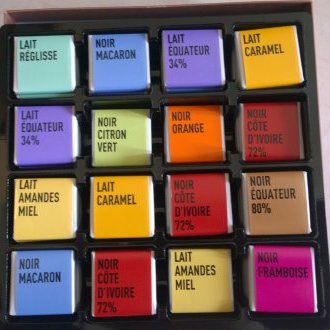 LAIT
RÉGLISSE
NOIR
MACARON
LAIT
ÉQUATEUR
34%
LAIT
CARAMEL
LAIT
ÉQUATEUR
34%
NOIR
CITRON
VERT
NOIR
ORANGE
NOIR
CÔTE
D'IVOIRE
72%
LAIT
AMANDES
MIEL
LAIT
CARAMEL
NOIR
CÔTE
D'IVOIRE
72%
NOIR
ÉQUATEUR
80%
NOIR
MACARON
NOIR
CÔTE
D'IVOIRE
72%
LAIT
AMANDES
MIEL
NOIR
FRAMBOISE